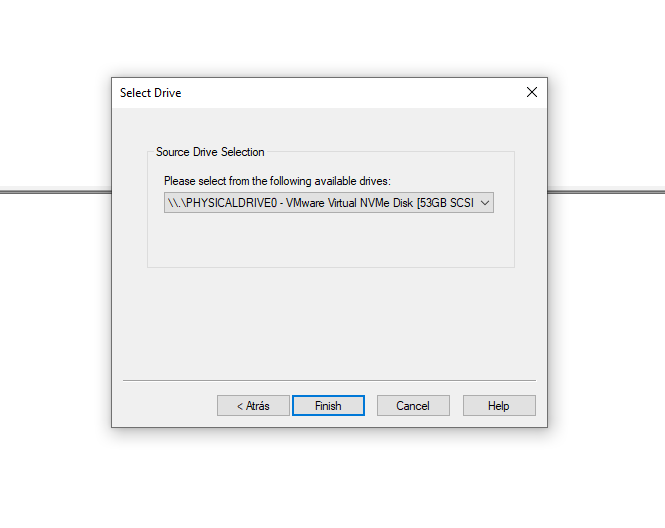 Select Drive
Source Drive Selection
Please select from the following available drives:
\\.\PHYSICALDRIVE0 - VMware Virtual NVMe Disk [53GB SCSI
< Atrás
Finish
Cancel
Help